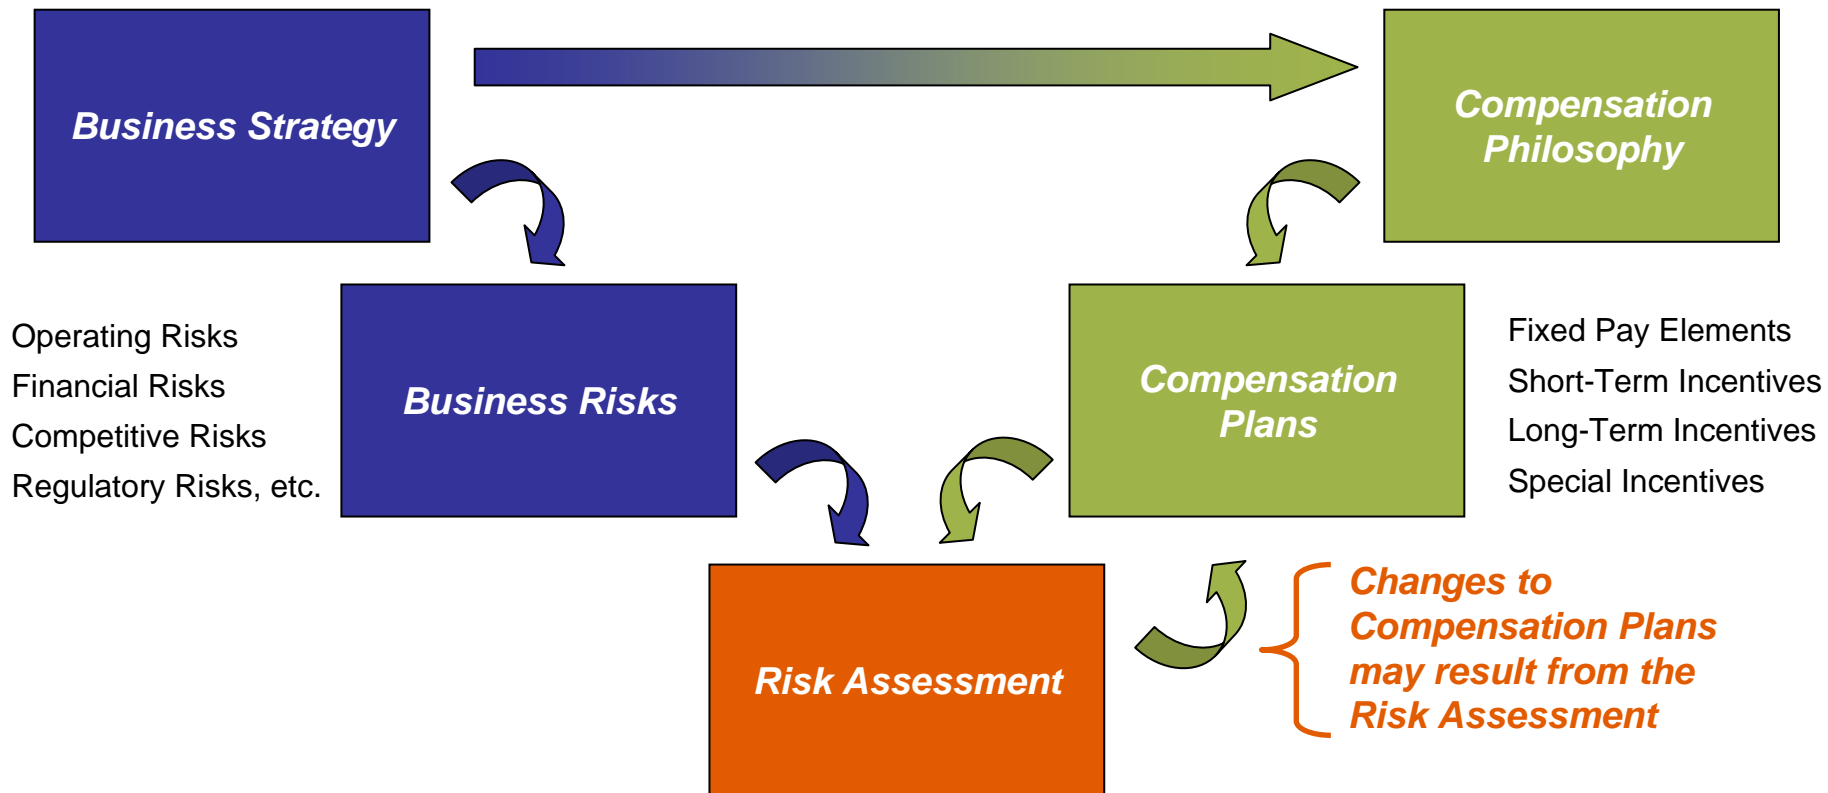 Business Strategy
Compensation
Philosophy
Operating Risks
Financial Risks
Competitive Risks
Regulatory Risks, etc.
Business Risks
Compensation
Plans
Fixed Pay Elements
Short-Term Incentives
Long-Term Incentives
Special Incentives
Risk Assessment
Changes to
Compensation Plans
may result from the
Risk Assessment